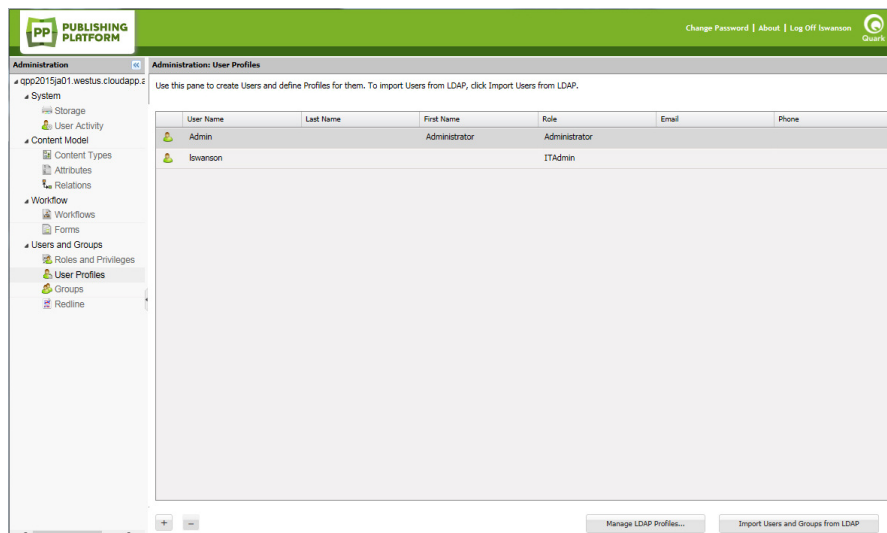 PP PUBLISHING
PLATFORM
Change Password | About | Log Off lswanson
Quark
Administration
Administration: User Profiles
qpp2015ja01.westus.cloudapp.a
Use this pane to create Users and define Profiles for them. To import Users from LDAP, click Import Users from LDAP.
System
Storage
User Activity
Content Model
Content Types
Attributes
Relations
Workflow
Workflows
Forms
Users and Groups
Roles and Privileges
User Profiles
Groups
Redline
User Name Last Name First Name Role Email Phone
Admin Administrator Administrator
lswanson ITAdmin
+ −
Manage LDAP Profiles... Import Users and Groups from LDAP